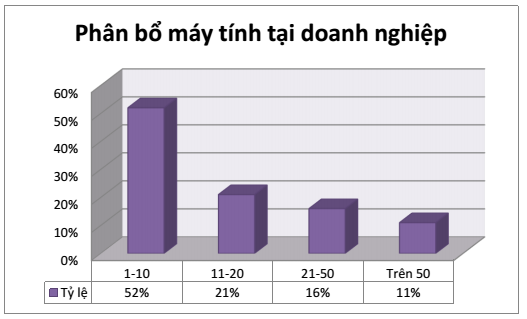 Phân bổ máy tính tại doanh nghiệp
60%
50%
40%
30%
20%
10%
0%
1-10 11-20 21-50 Trên 50
Tỷ lệ 52% 21% 16% 11%